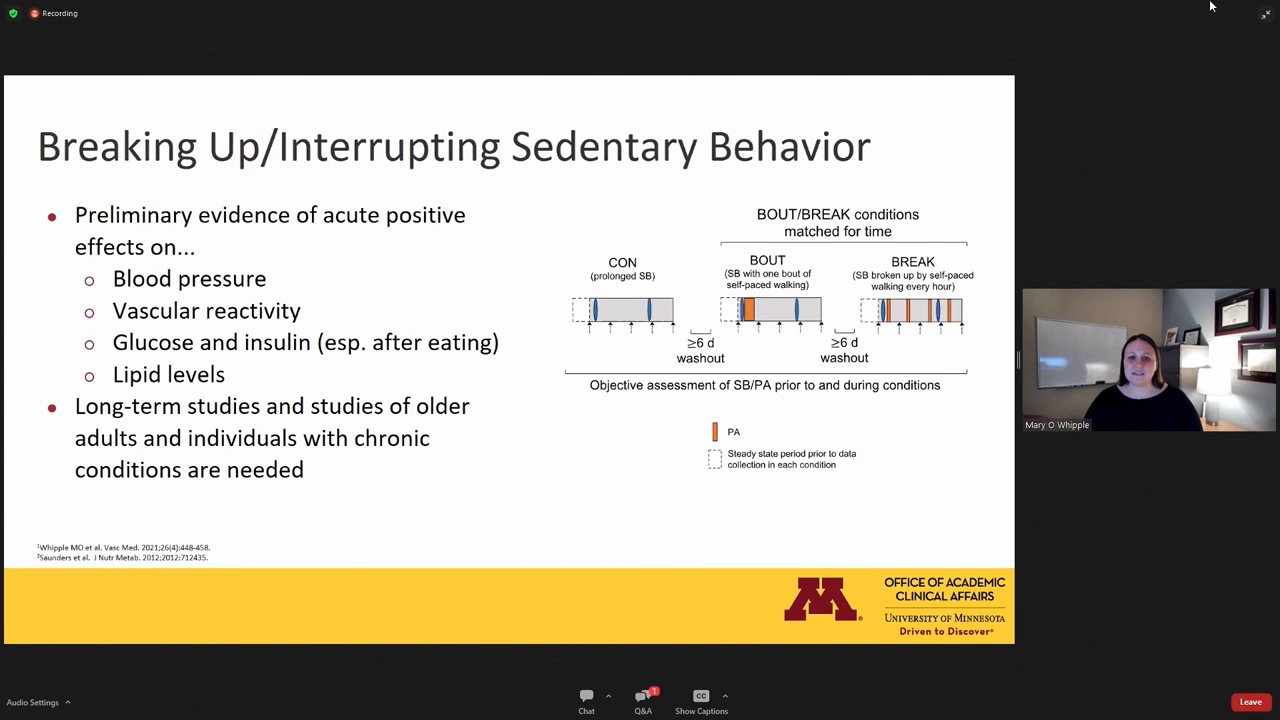 Recording
Breaking Up/Interrupting Sedentary Behavior
Preliminary evidence of acute positive
effects on...
Blood pressure
Vascular reactivity
Glucose and insulin (esp. after eating)
Lipid levels
Long-term studies and studies of older
adults and individuals with chronic
conditions are needed
BOUT/BREAK conditions
matched for time
CON
(prolonged SB)
BOUT
(SB with one bout of
self-paced walking)
BREAK
(SB broken up by self-paced
walking every hour)
≥6 d
washout
≥6 d
washout
Objective assessment of SB/PA prior to and during conditions
PA
Steady state period prior to data
collection in each condition
1Whipple MO et al. Vasc Med. 2021;26(4):448-458.
2Saunders et al. J Nutr Metab. 2012;2012:712435.
M
OFFICE OF ACADEMIC
CLINICAL AFFAIRS
UNIVERSITY OF MINNESOTA
Driven to Discover®
Mary O Whipple
Audio Settings
Chat
Q&A
1
CC
Show Captions
Leave